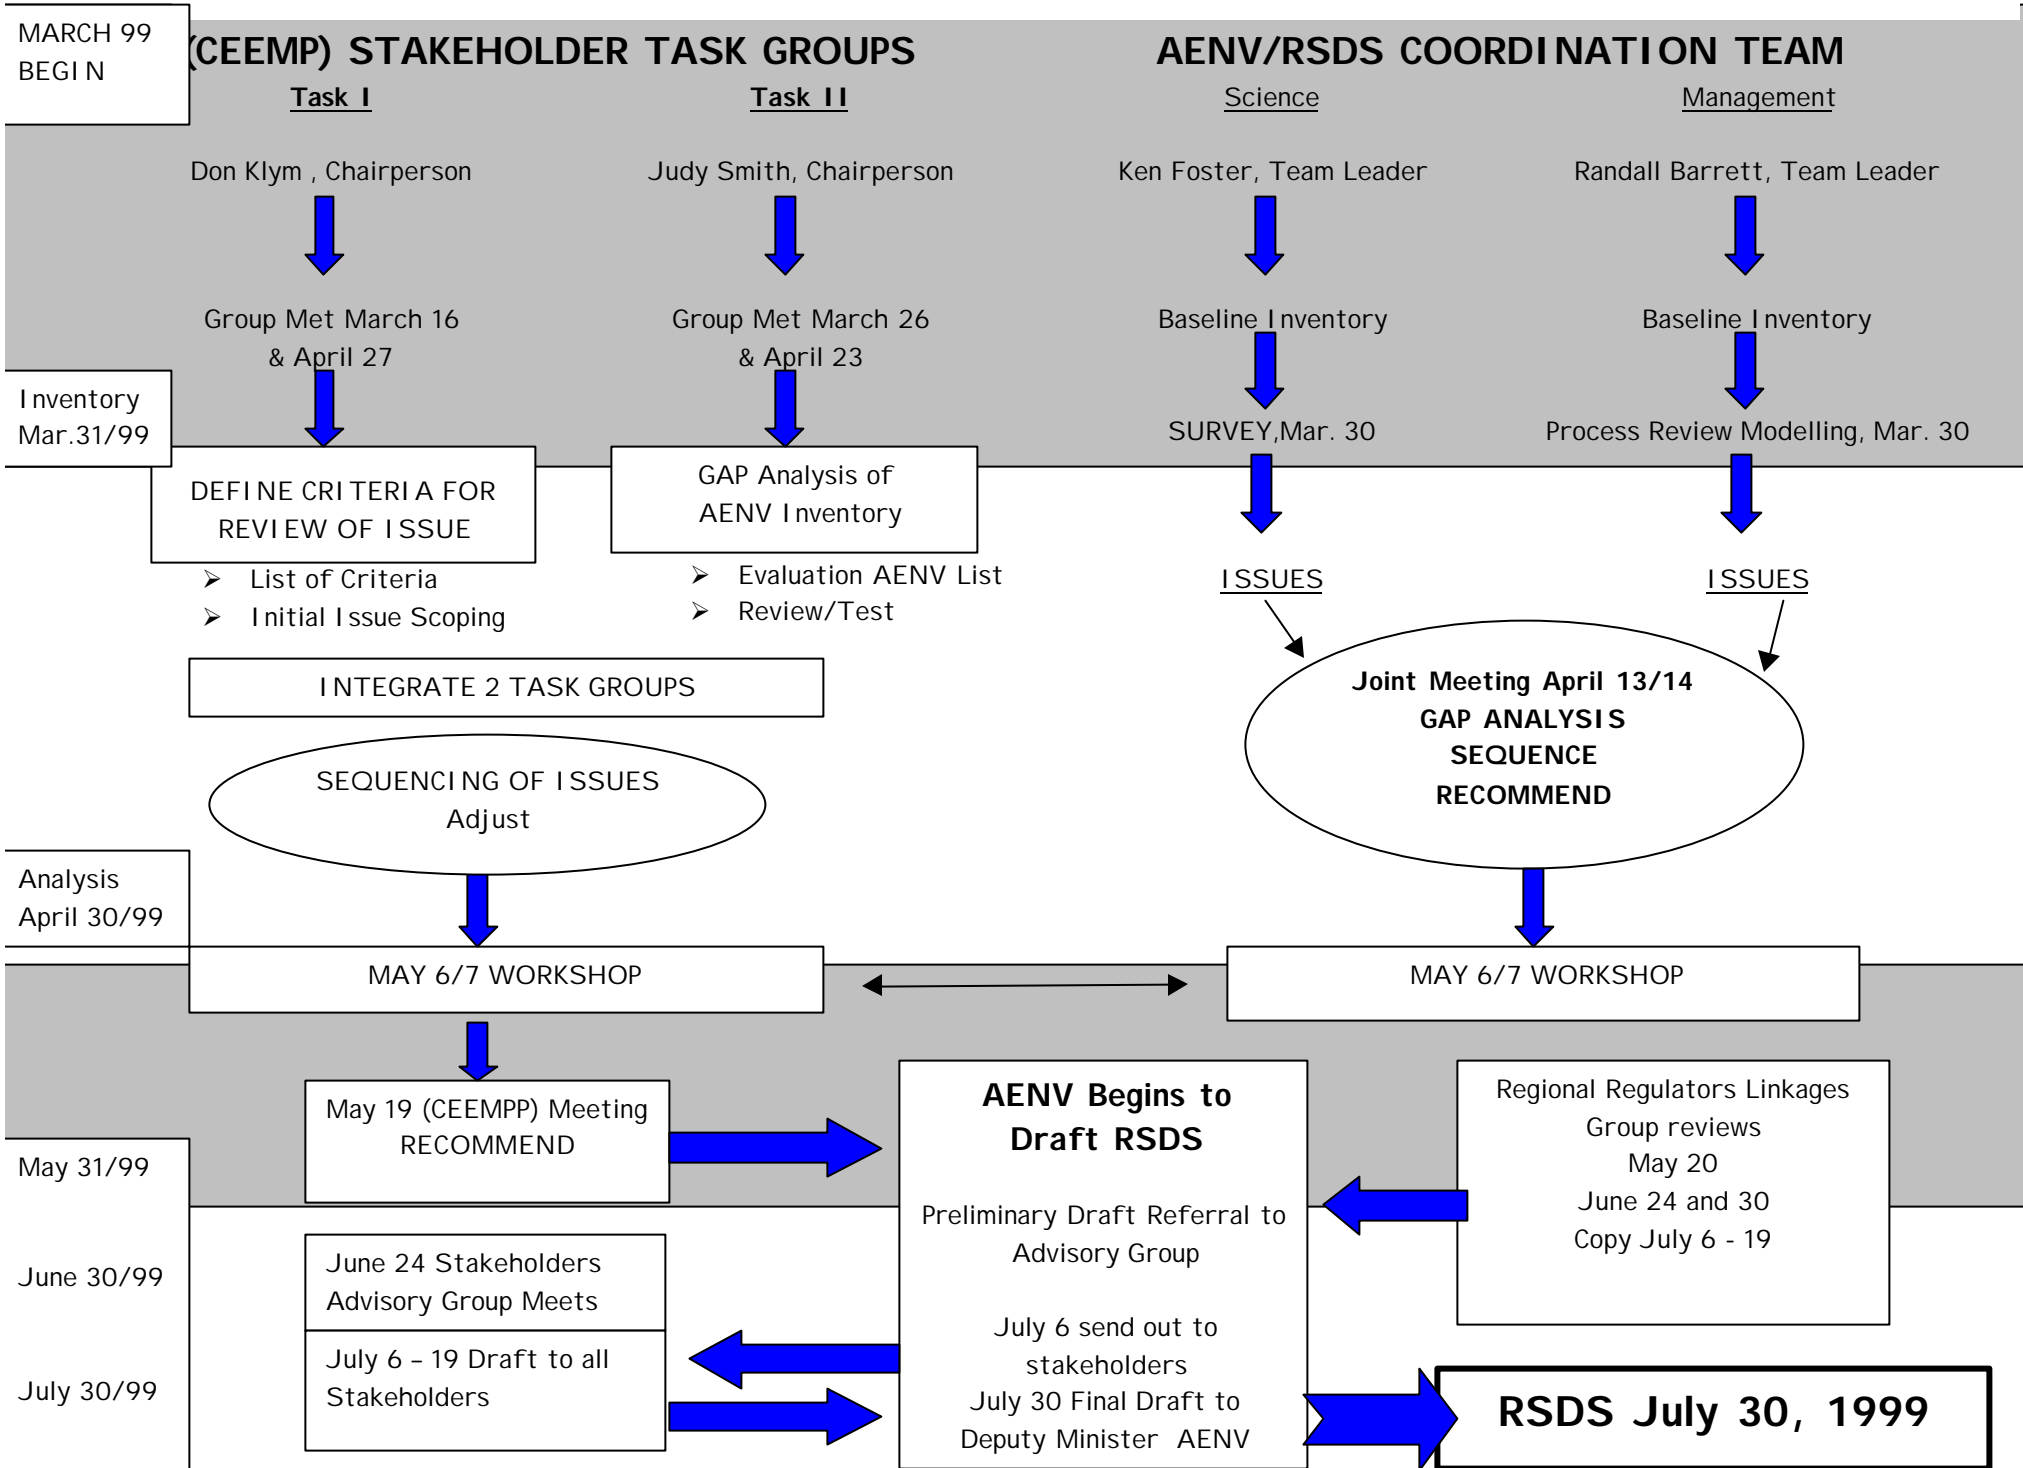 MARCH 99
BEGIN
(CEEMP) STAKEHOLDER TASK GROUPS
AENV/RSDS COORDINATION TEAM
Task I
Task II
Science
Management
Don Klym , Chairperson
Judy Smith, Chairperson
Ken Foster, Team Leader
Randall Barrett, Team Leader
Group Met March 16
& April 27
Group Met March 26
& April 23
Baseline Inventory
Baseline Inventory
Inventory
Mar.31/99
SURVEY,Mar. 30
Process Review Modelling, Mar. 30
DEFINE CRITERIA FOR
REVIEW OF ISSUE
GAP Analysis of
AENV Inventory
➢ List of Criteria
➢ Initial Issue Scoping
➢ Evaluation AENV List
➢ Review/Test
ISSUES
ISSUES
INTEGRATE 2 TASK GROUPS
Joint Meeting April 13/14
GAP ANALYSIS
SEQUENCE
RECOMMEND
SEQUENCING OF ISSUES
Adjust
Analysis
April 30/99
MAY 6/7 WORKSHOP
MAY 6/7 WORKSHOP
May 19 (CEEMPP) Meeting
RECOMMEND
AENV Begins to
Draft RSDS
Preliminary Draft Referral to
Advisory Group
July 6 send out to
stakeholders
July 30 Final Draft to
Deputy Minister AENV
Regional Regulators Linkages
Group reviews
May 20
June 24 and 30
Copy July 6 - 19
May 31/99
June 30/99
July 30/99
June 24 Stakeholders
Advisory Group Meets
July 6 – 19 Draft to all
Stakeholders
RSDS July 30, 1999